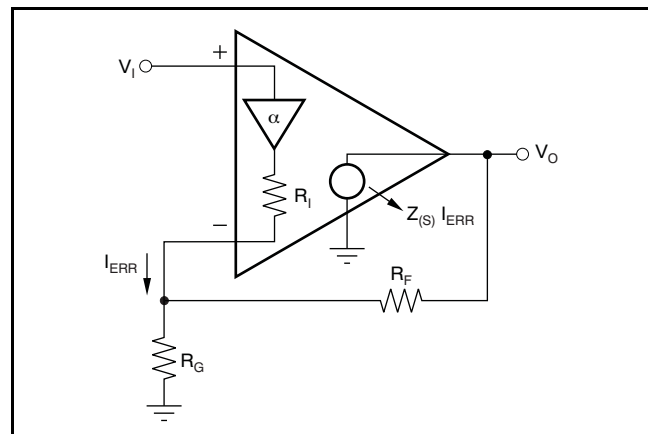 +
V_I
α
R_I
V_O
Z_(S) I_ERR
−
I_ERR
R_F
R_G